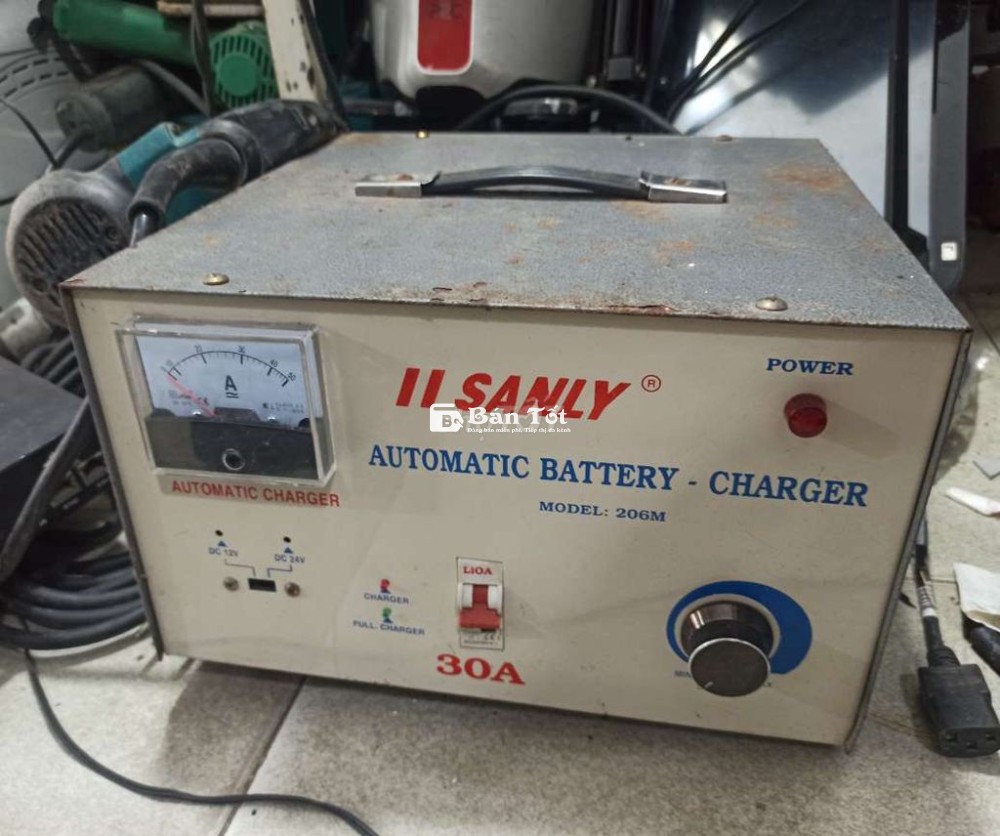 POWER
IISANLY ®
Bán Tốt
AUTOMATIC BATTERY - CHARGER
MODEL: 206M
A
AUTOMATIC CHARGER
DC 12V
DC 24V
CHARGER
FULL. CHARGER
LiOA
30A